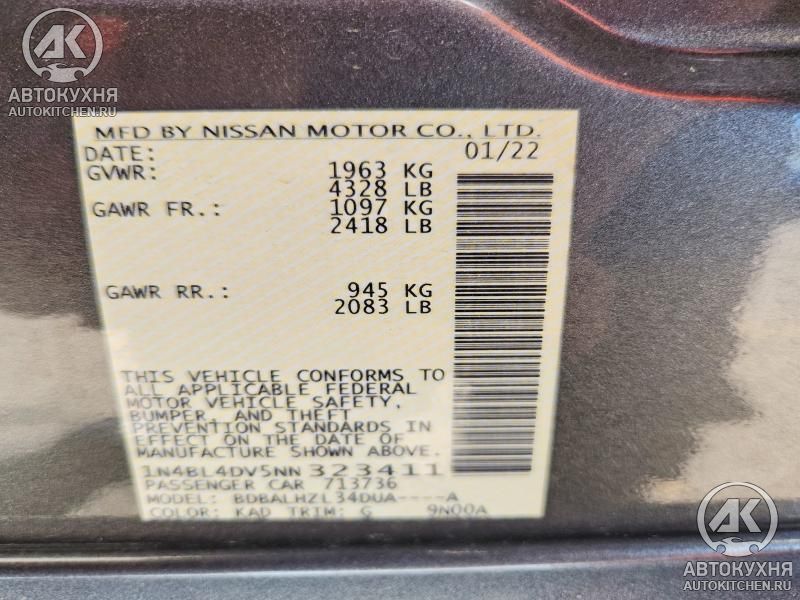 АК
АВТОКУХНЯ
AUTOKITCHEN.RU
MFD BY NISSAN MOTOR CO., LTD.
DATE: 01/22
GVWR: 1963 KG
4328 LB
GAWR FR.: 1097 KG
2418 LB
GAWR RR.: 945 KG
2083 LB
THIS VEHICLE CONFORMS TO
ALL APPLICABLE FEDERAL
MOTOR VEHICLE SAFETY,
BUMPER, AND THEFT
PREVENTION STANDARDS IN
EFFECT ON THE DATE OF
MANUFACTURE SHOWN ABOVE.
1N4BL4DV5NN323411
PASSENGER CAR 713736
MODEL: BDBALHZL34DUA----A
COLOR: KAD TRIM: G 9N00A
АК
АВТОКУХНЯ
AUTOKITCHEN.RU